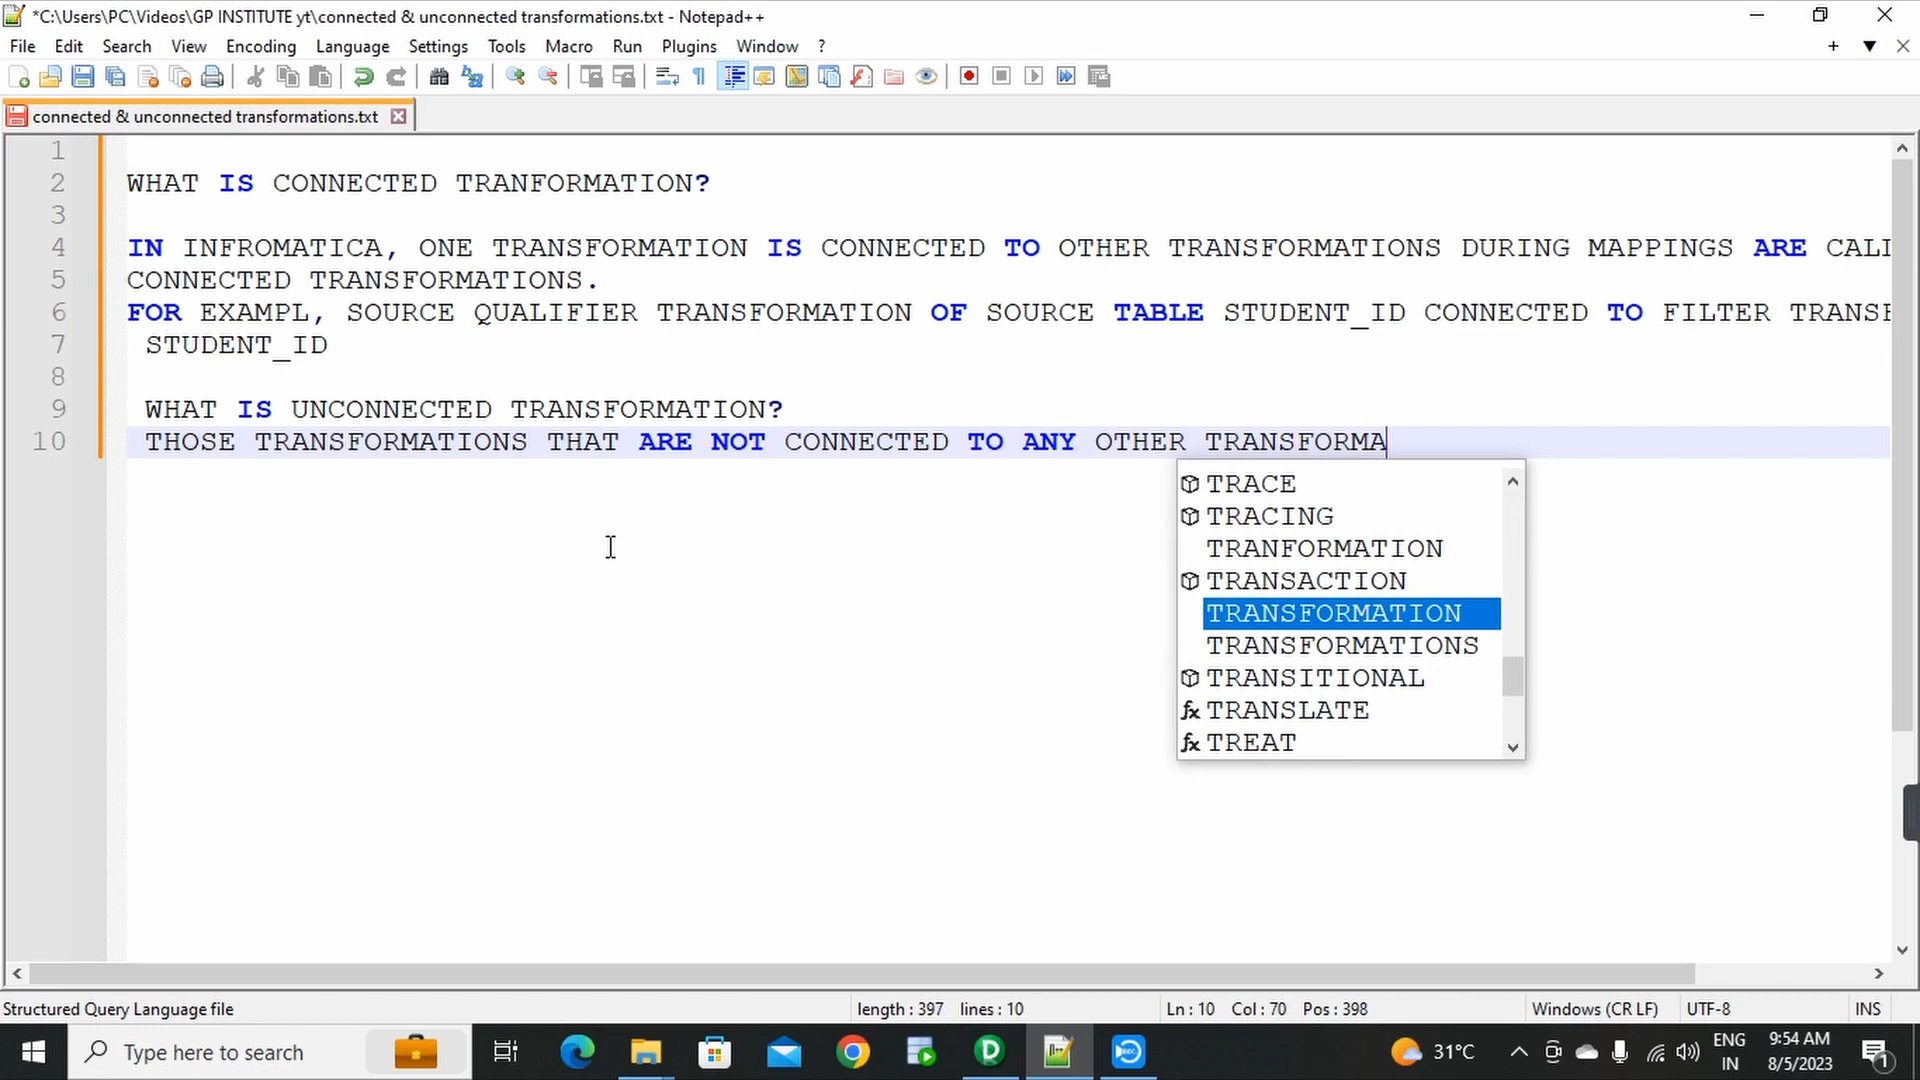 *C:\Users\PC\Videos\GP INSTITUTE yt\connected & unconnected transformations.txt - Notepad++
File Edit Search View Encoding Language Settings Tools Macro Run Plugins Window ?
connected & unconnected transformations.txt
1
2 WHAT IS CONNECTED TRANFORMATION?
3
4 IN INFROMATICA, ONE TRANSFORMATION IS CONNECTED TO OTHER TRANSFORMATIONS DURING MAPPINGS ARE
5 CONNECTED TRANSFORMATIONS.
6 FOR EXAMPL, SOURCE QUALIFIER TRANSFORMATION OF SOURCE TABLE STUDENT_ID CONNECTED TO FILTER
7 STUDENT_ID
8
9 WHAT IS UNCONNECTED TRANSFORMATION?
10 THOSE TRANSFORMATIONS THAT ARE NOT CONNECTED TO ANY OTHER TRANSFORMA
TRACE
TRACING
TRANFORMATION
TRANSACTION
TRANSFORMATION
TRANSFORMATIONS
TRANSITIONAL
fx TRANSLATE
fx TREAT
Structured Query Language file length : 397 lines : 10 Ln : 10 Col : 70 Pos : 398 Windows (CR LF) UTF-8 INS
Type here to search
31°C
ENG
IN
9:54 AM
8/5/2023
1